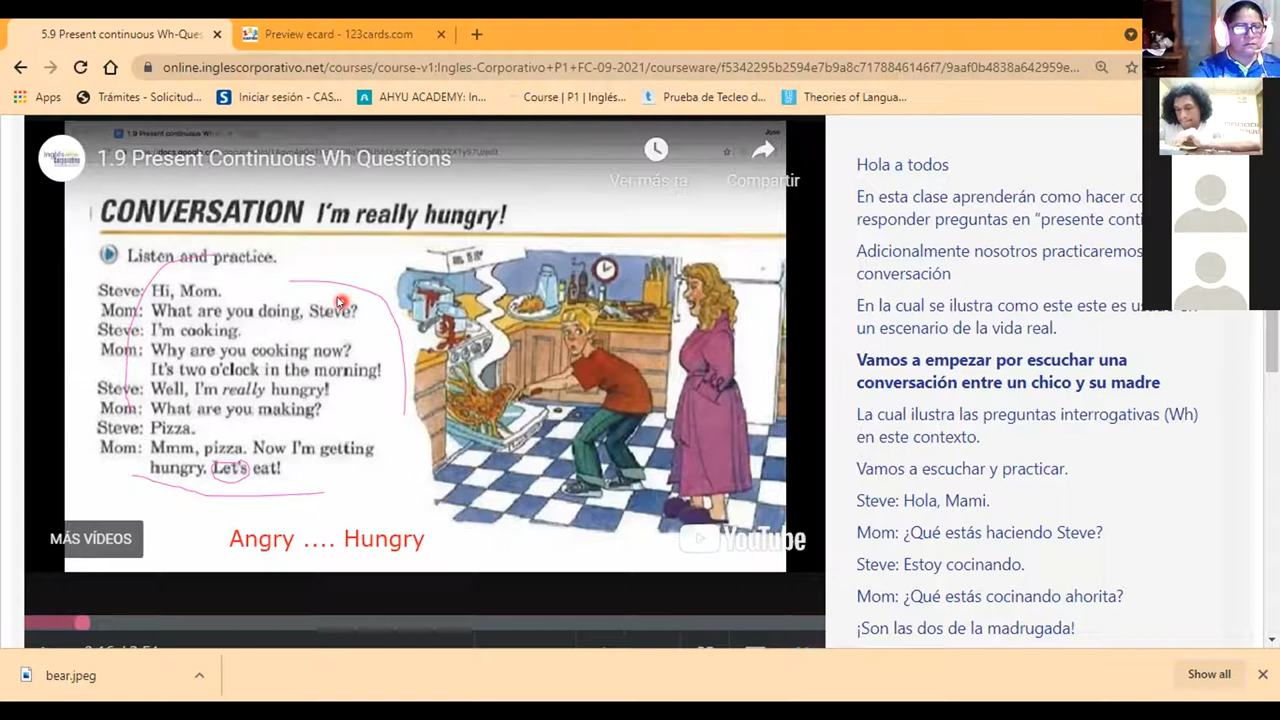 5.9 Present continuous Wh-Ques
Preview ecard - 123cards.com
online.inglescorporativo.net/courses/course-v1:Ingles-Corporativo+P1+FC-09-2021/courseware/f5342295b2594e7b9a8c7178846146f7/9aaf0b4838a642959e...
Apps
Trámites - Solicitud...
Iniciar sesión - CAS...
AHYU ACADEMY: In...
Course | P1 | Inglés...
Prueba de Tecleo d...
Theories of Langua...
1.9 Present Continuous Wh Questions
Ver más ta
Compartir
CONVERSATION I'm really hungry!
Listen and practice.
Steve: Hi, Mom.
Mom: What are you doing, Steve?
Steve: I'm cooking.
Mom: Why are you cooking now?
It's two o'clock in the morning!
Steve: Well, I'm really hungry!
Mom: What are you making?
Steve: Pizza.
Mom: Mmm, pizza. Now I'm getting
hungry. Let's eat!
MÁS VÍDEOS
Angry .... Hungry
YouTube
Hola a todos
En esta clase aprenderán como hacer co
responder preguntas en "presente conti
Adicionalmente nosotros practicaremos
conversación
En la cual se ilustra como este este es us
un escenario de la vida real.
Vamos a empezar por escuchar una
conversación entre un chico y su madre
La cual ilustra las preguntas interrogativas (Wh)
en este contexto.
Vamos a escuchar y practicar.
Steve: Hola, Mami.
Mom: ¿Qué estás haciendo Steve?
Steve: Estoy cocinando.
Mom: ¿Qué estás cocinando ahorita?
¡Son las dos de la madrugada!
bear.jpeg
Show all